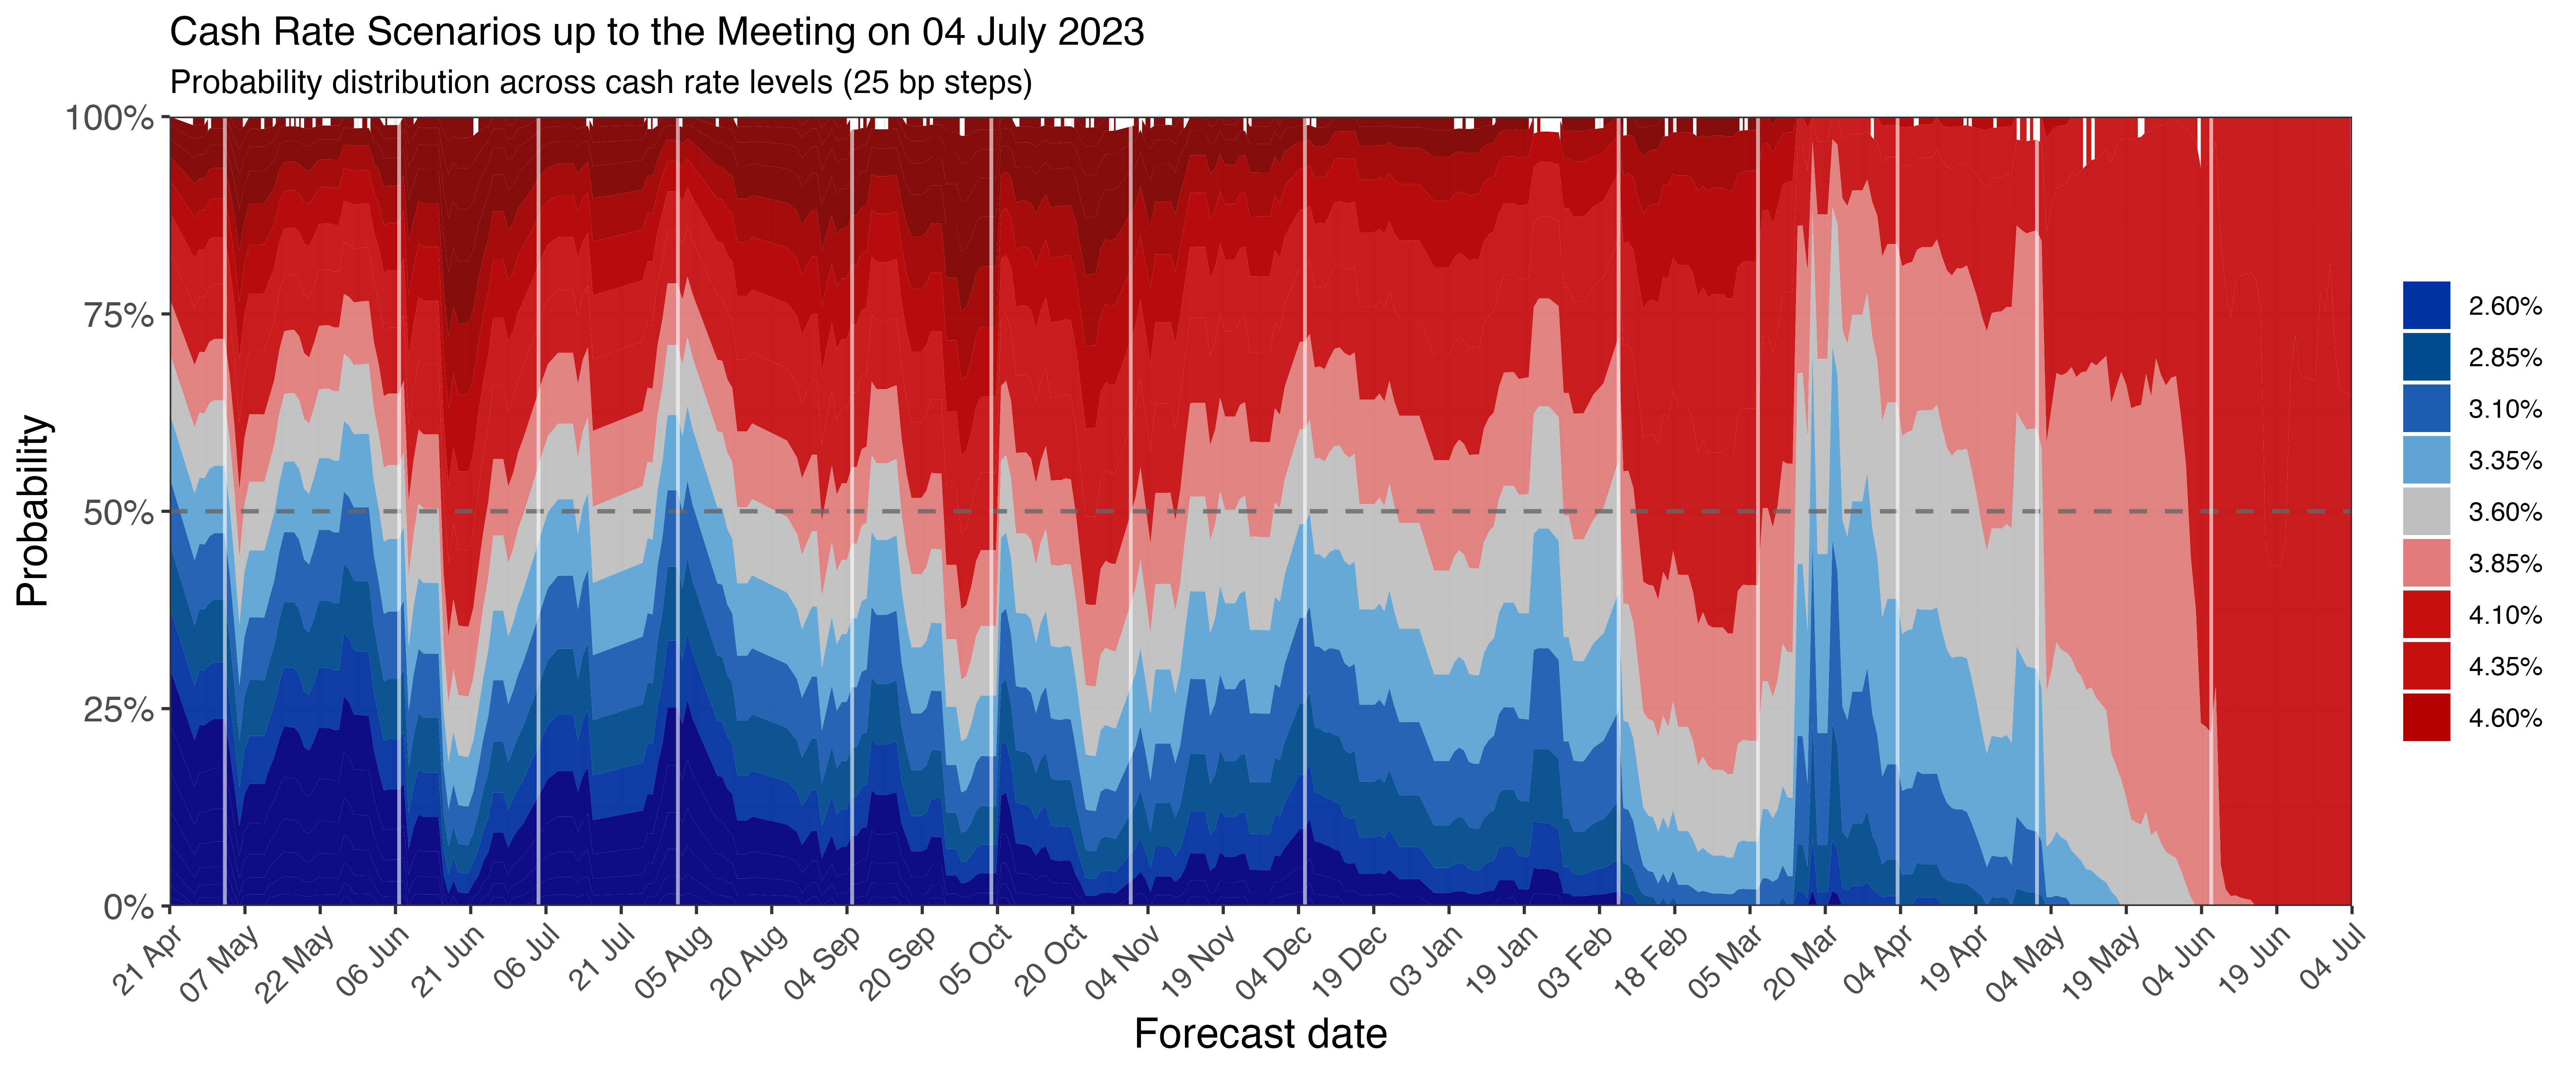 Cash Rate Scenarios up to the Meeting on 04 July 2023
Probability distribution across cash rate levels (25 bp steps)
Probability
100%
75%
50%
25%
0%
21 Apr
07 May
22 May
06 Jun
21 Jun
06 Jul
21 Jul
05 Aug
20 Aug
04 Sep
20 Sep
05 Oct
20 Oct
04 Nov
19 Nov
04 Dec
19 Dec
03 Jan
19 Jan
03 Feb
18 Feb
05 Mar
20 Mar
04 Apr
19 Apr
04 May
19 May
04 Jun
19 Jun
04 Jul
Forecast date
2.60%
2.85%
3.10%
3.35%
3.60%
3.85%
4.10%
4.35%
4.60%